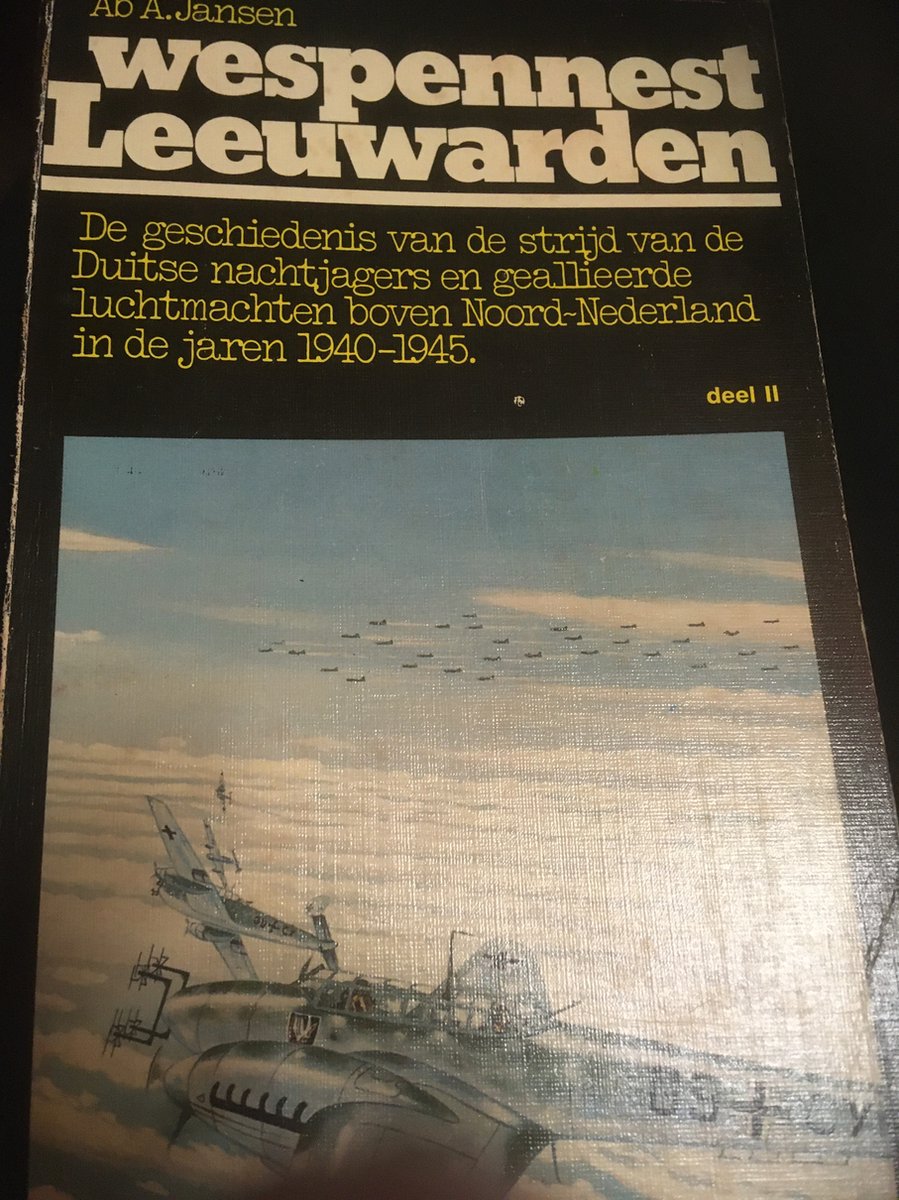 Ab A. Jansen
wespennest
Leeuwarden
De geschiedenis van de strijd van de
Duitse nachtjagers en geallieerde
luchtmachten boven Noord-Nederland
in de jaren 1940-1945.
deel II